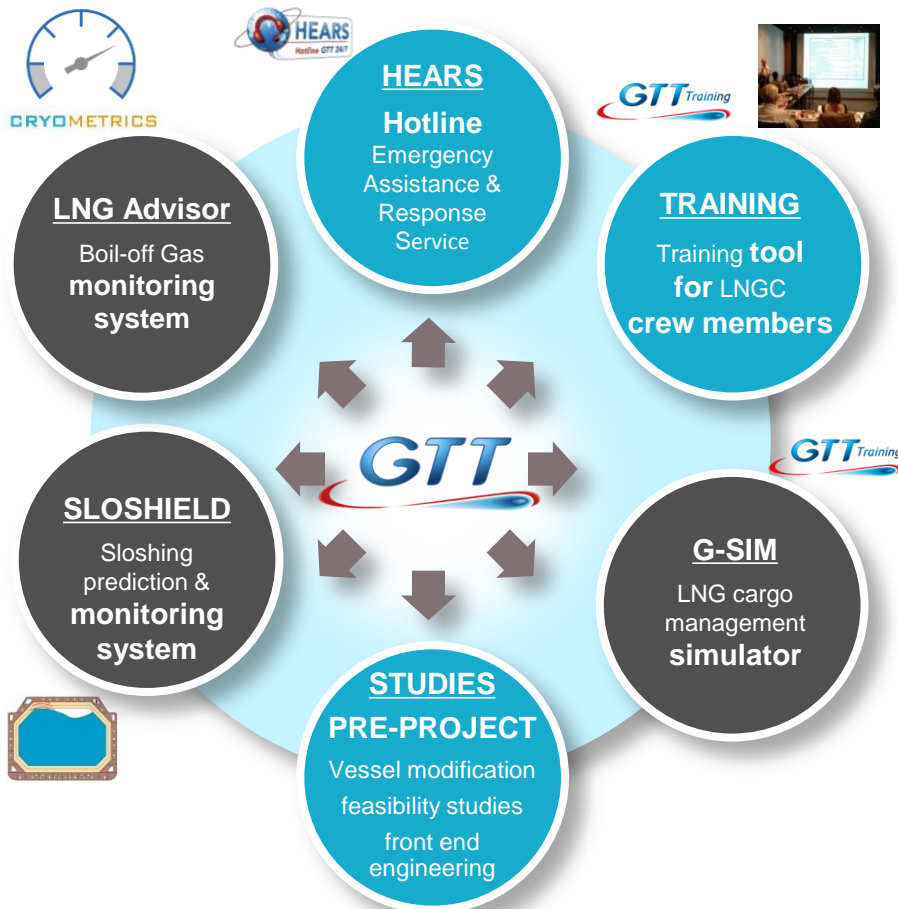 CRYOMETRICS
HEARS
Hotline GTT 24/7
HEARS
Hotline
Emergency
Assistance &
Response
Service
GTT Training
LNG Advisor
Boil-off Gas
monitoring
system
TRAINING
Training tool
for LNGC
crew members
GTT
GTT Training
SLOSHIELD
Sloshing
prediction &
monitoring
system
G-SIM
LNG cargo
management
simulator
STUDIES
PRE-PROJECT
Vessel modification
feasibility studies
front end
engineering